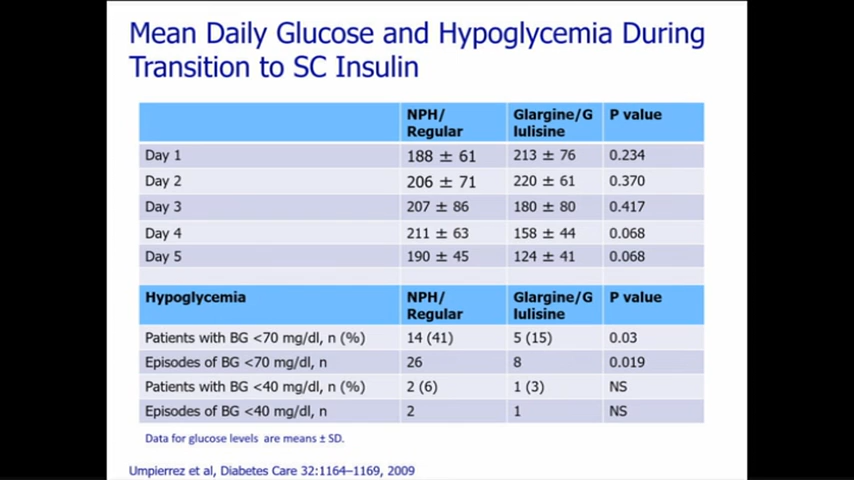 Mean Daily Glucose and Hypoglycemia During
Transition to SC Insulin
NPH/ Glargine/G P value
Regular lulisine
Day 1 188 ± 61 213 ± 76 0.234
Day 2 206 ± 71 220 ± 61 0.370
Day 3 207 ± 86 180 ± 80 0.417
Day 4 211 ± 63 158 ± 44 0.068
Day 5 190 ± 45 124 ± 41 0.068
Hypoglycemia NPH/ Glargine/G P value
Regular lulisine
Patients with BG <70 mg/dl, n (%) 14 (41) 5 (15) 0.03
Episodes of BG <70 mg/dl, n 26 8 0.019
Patients with BG <40 mg/dl, n (%) 2 (6) 1 (3) NS
Episodes of BG <40 mg/dl, n 2 1 NS
Data for glucose levels are means ± SD.
Umpierrez et al, Diabetes Care 32:1164–1169, 2009